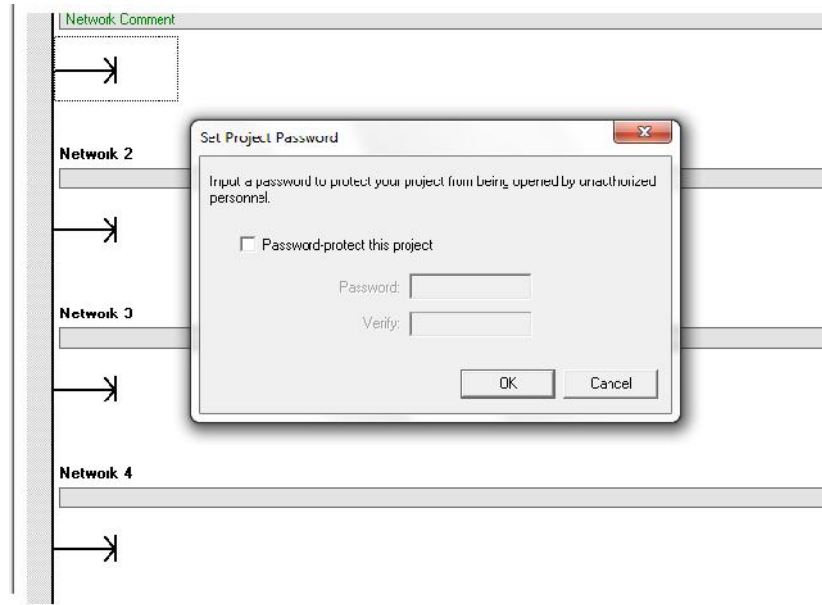 Network Comment
Network 2
Set Project Password
Input a password to protect your project from being opened by unauthorized
personnel.
Password-protect this project
Password:
Verify:
Network 3
OK
Cancel
Network 4